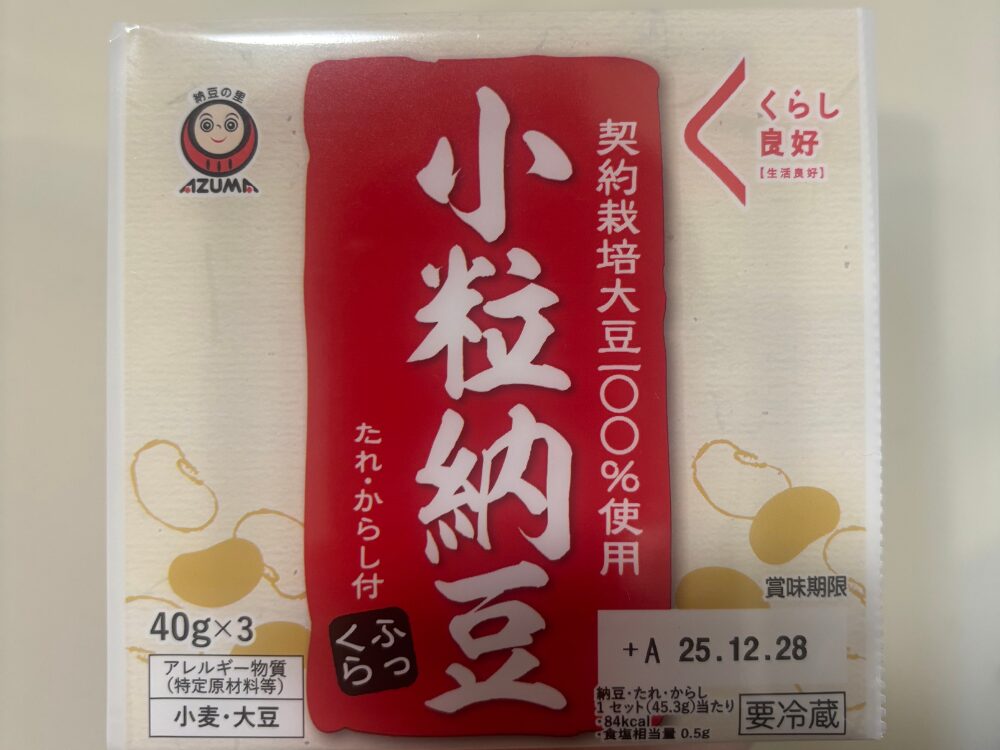 納豆の里
AZUMA
くらし
良好
【生活良好】
契約栽培大豆一〇〇%使用
小粒納豆
たれ・からし付
ふっ
くら
40g×3
アレルギー物質
(特定原材料等)
小麦・大豆
賞味期限
+A 25.12.28
納豆・たれ・からし
1セット(45.3g)当たり
・84kcal
・食塩相当量 0.5g
要冷蔵